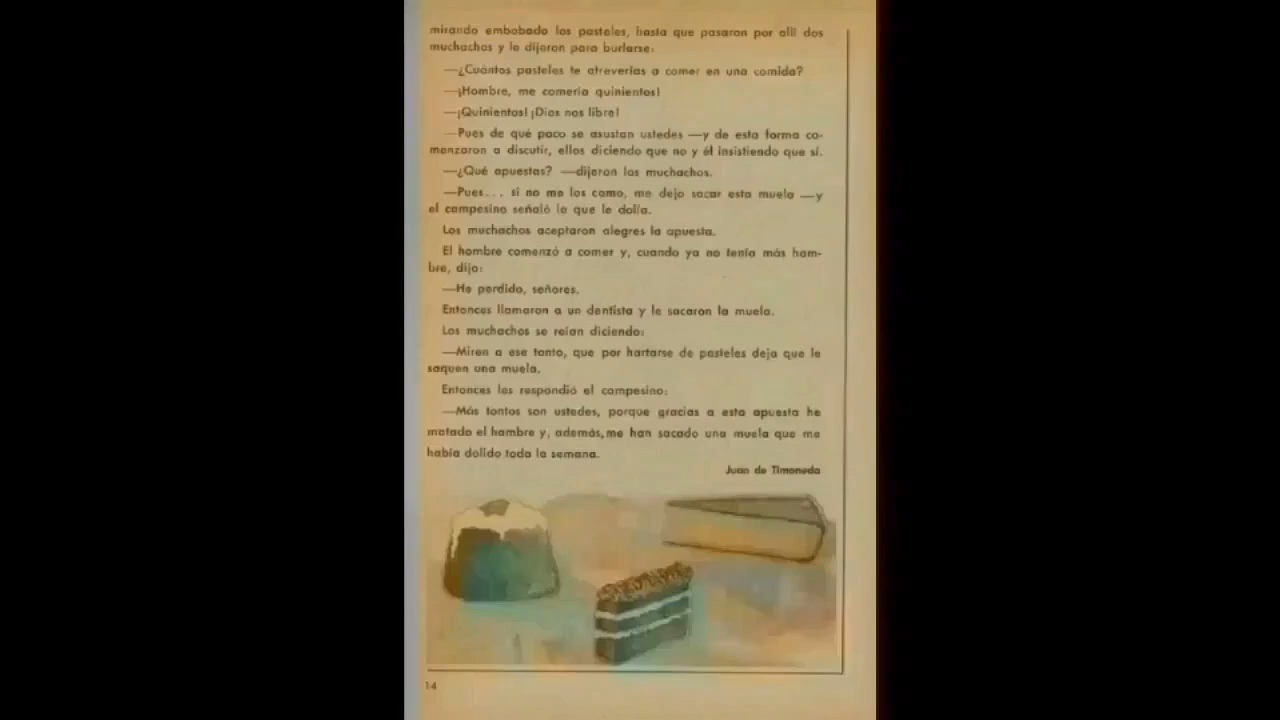 mirando embobado los pasteles, hasta que pasaron por allí dos
muchachos y le dijeron para burlarse:
—¿Cuántos pasteles te atreverías a comer en una comida?
—¡Hombre, me comería quinientos!
—¡Quinientos! ¡Dios nos libre!
—Pues de qué poco se asustan ustedes —y de esta forma co-
menzaron a discutir, ellos diciendo que no y él insistiendo que sí.
—¿Qué apuestas? —dijeron los muchachos.
—Pues... si no me los como, me dejo sacar esta muela —y
el campesino señaló la que le dolía.
Los muchachos aceptaron alegres la apuesta.
El hombre comenzó a comer y, cuando ya no tenía más ham-
bre, dijo:
—He perdido, señores.
Entonces llamaron a un dentista y le sacaron la muela.
Los muchachos se reían diciendo:
—Miren a ese tonto, que por hartarse de pasteles deja que le
saquen una muela.
Entonces les respondió el campesino:
—Más tontos son ustedes, porque gracias a esta apuesta he
matado el hambre y, además, me han sacado una muela que me
había dolido toda la semana.
Juan de Timoneda
14